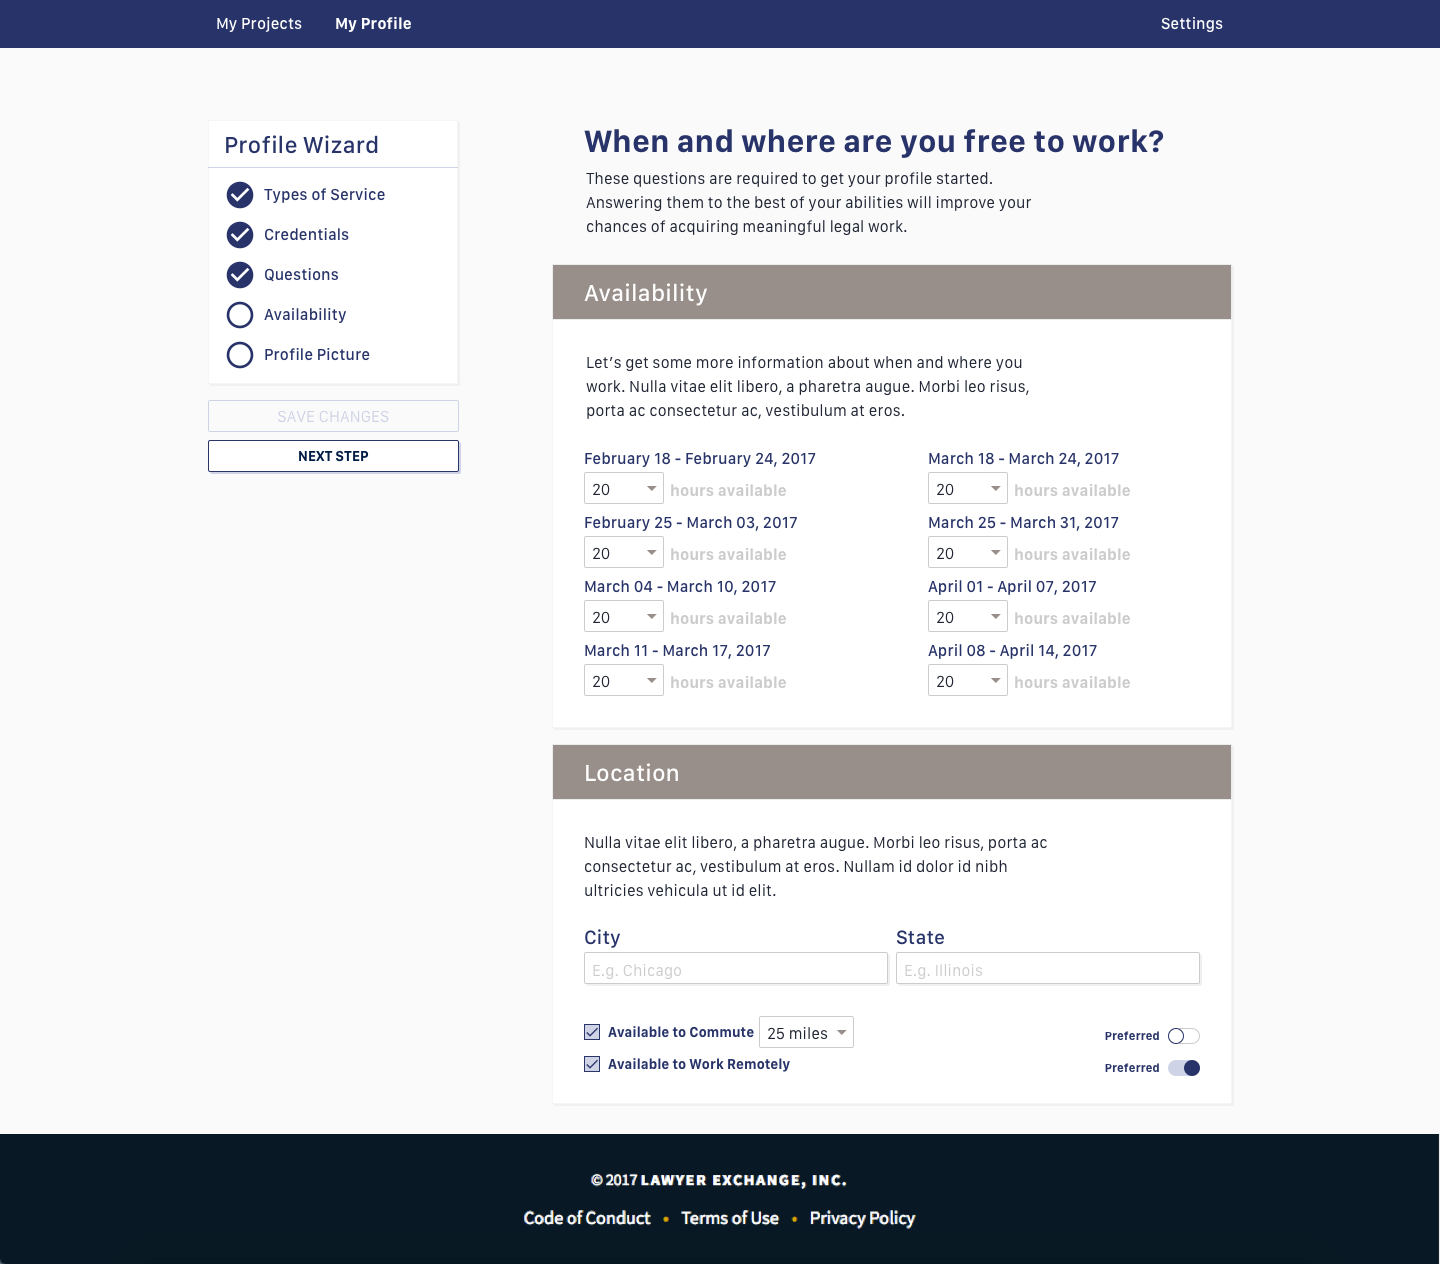 My Projects
My Profile
Settings
Profile Wizard
Types of Service
Credentials
Questions
Availability
Profile Picture
SAVE CHANGES
NEXT STEP
When and where are you free to work?
These questions are required to get your profile started.
Answering them to the best of your abilities will improve your
chances of acquiring meaningful legal work.
Availability
Let’s get some more information about when and where you
work. Nulla vitae elit libero, a pharetra augue. Morbi leo risus,
porta ac consectetur ac, vestibulum at eros.
February 18 - February 24, 2017
20 hours available
February 25 - March 03, 2017
20 hours available
March 04 - March 10, 2017
20 hours available
March 11 - March 17, 2017
20 hours available
March 18 - March 24, 2017
20 hours available
March 25 - March 31, 2017
20 hours available
April 01 - April 07, 2017
20 hours available
April 08 - April 14, 2017
20 hours available
Location
Nulla vitae elit libero, a pharetra augue. Morbi leo risus, porta ac
consectetur ac, vestibulum at eros. Nullam id dolor id nibh
ultricies vehicula ut id elit.
City
E.g. Chicago
State
E.g. Illinois
Available to Commute 25 miles
Preferred
Available to Work Remotely
Preferred
© 2017 LAWYER EXCHANGE, INC.
Code of Conduct • Terms of Use • Privacy Policy